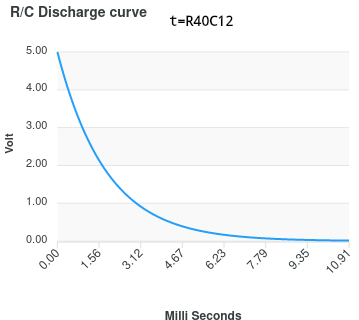 R/C Discharge curve
t=R40C12
5.00
4.00
3.00
2.00
1.00
0.00
Volt
0.00 1.56 3.12 4.67 6.23 7.79 9.35 10.91
Milli Seconds